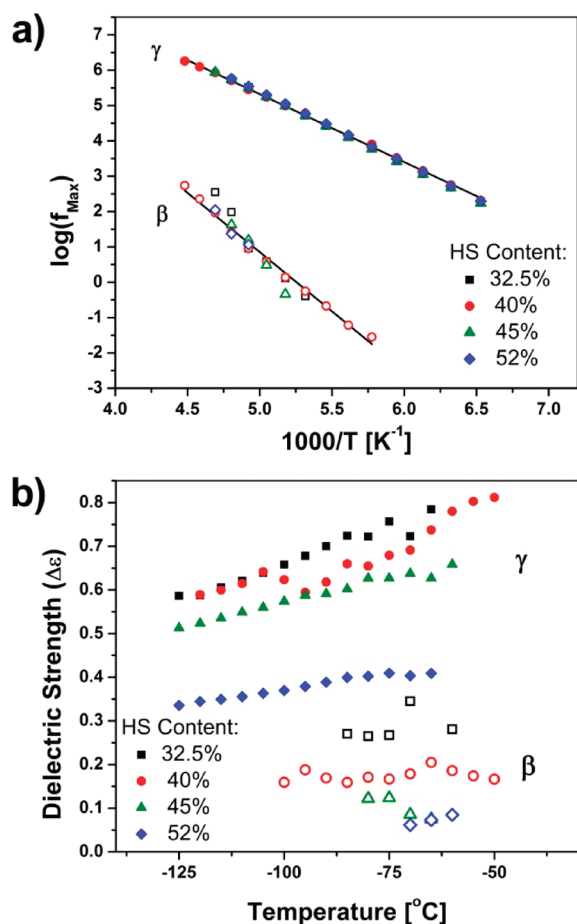 a)
γ
β
log(f_Max)
7
6
5
4
3
2
1
0
-1
-2
-3
HS Content:
32.5%
40%
45%
52%
4.0 4.5 5.0 5.5 6.0 6.5 7.0
1000/T [K⁻¹]
b)
γ
β
Dielectric Strength (Δε)
0.8
0.7
0.6
0.5
0.4
0.3
0.2
0.1
0.0
HS Content:
32.5%
40%
45%
52%
-125 -100 -75 -50
Temperature [°C]